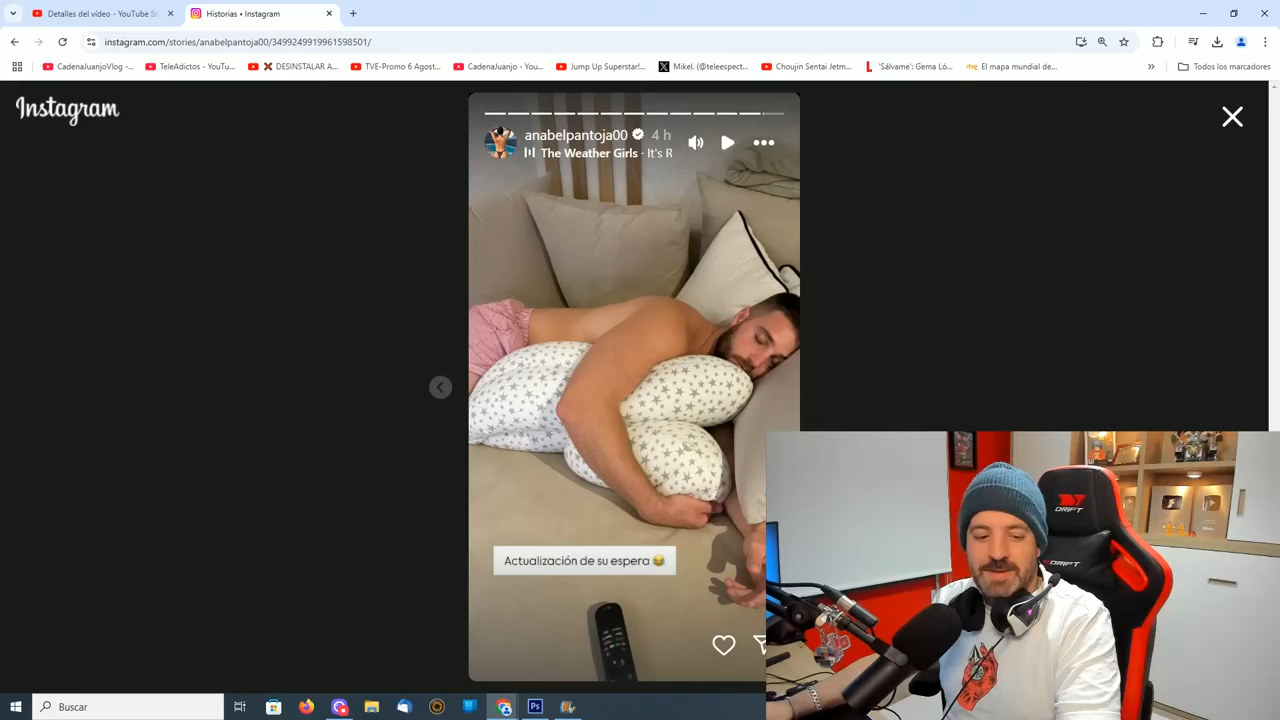 Detalles del vídeo - YouTube St
Historias • Instagram
instagram.com/stories/anabelpantoja00/3499249919961598501/
CadenaJuanjoVlog -...
TeleAdictos - YouTu...
DESINSTALAR A...
TVE-Promo 6 Agost...
CadenaJuanjo - You...
Jump Up Superstar!...
Mikel. (@teleespect...
Choujin Sentai Jetm...
'Sálvame': Gema Ló...
El mapa mundial de...
Todos los marcadores
Instagram
anabelpantoja00 4 h
The Weather Girls · It's R
Actualización de su espera 😂
DRIFT
DRIFT
Buscar